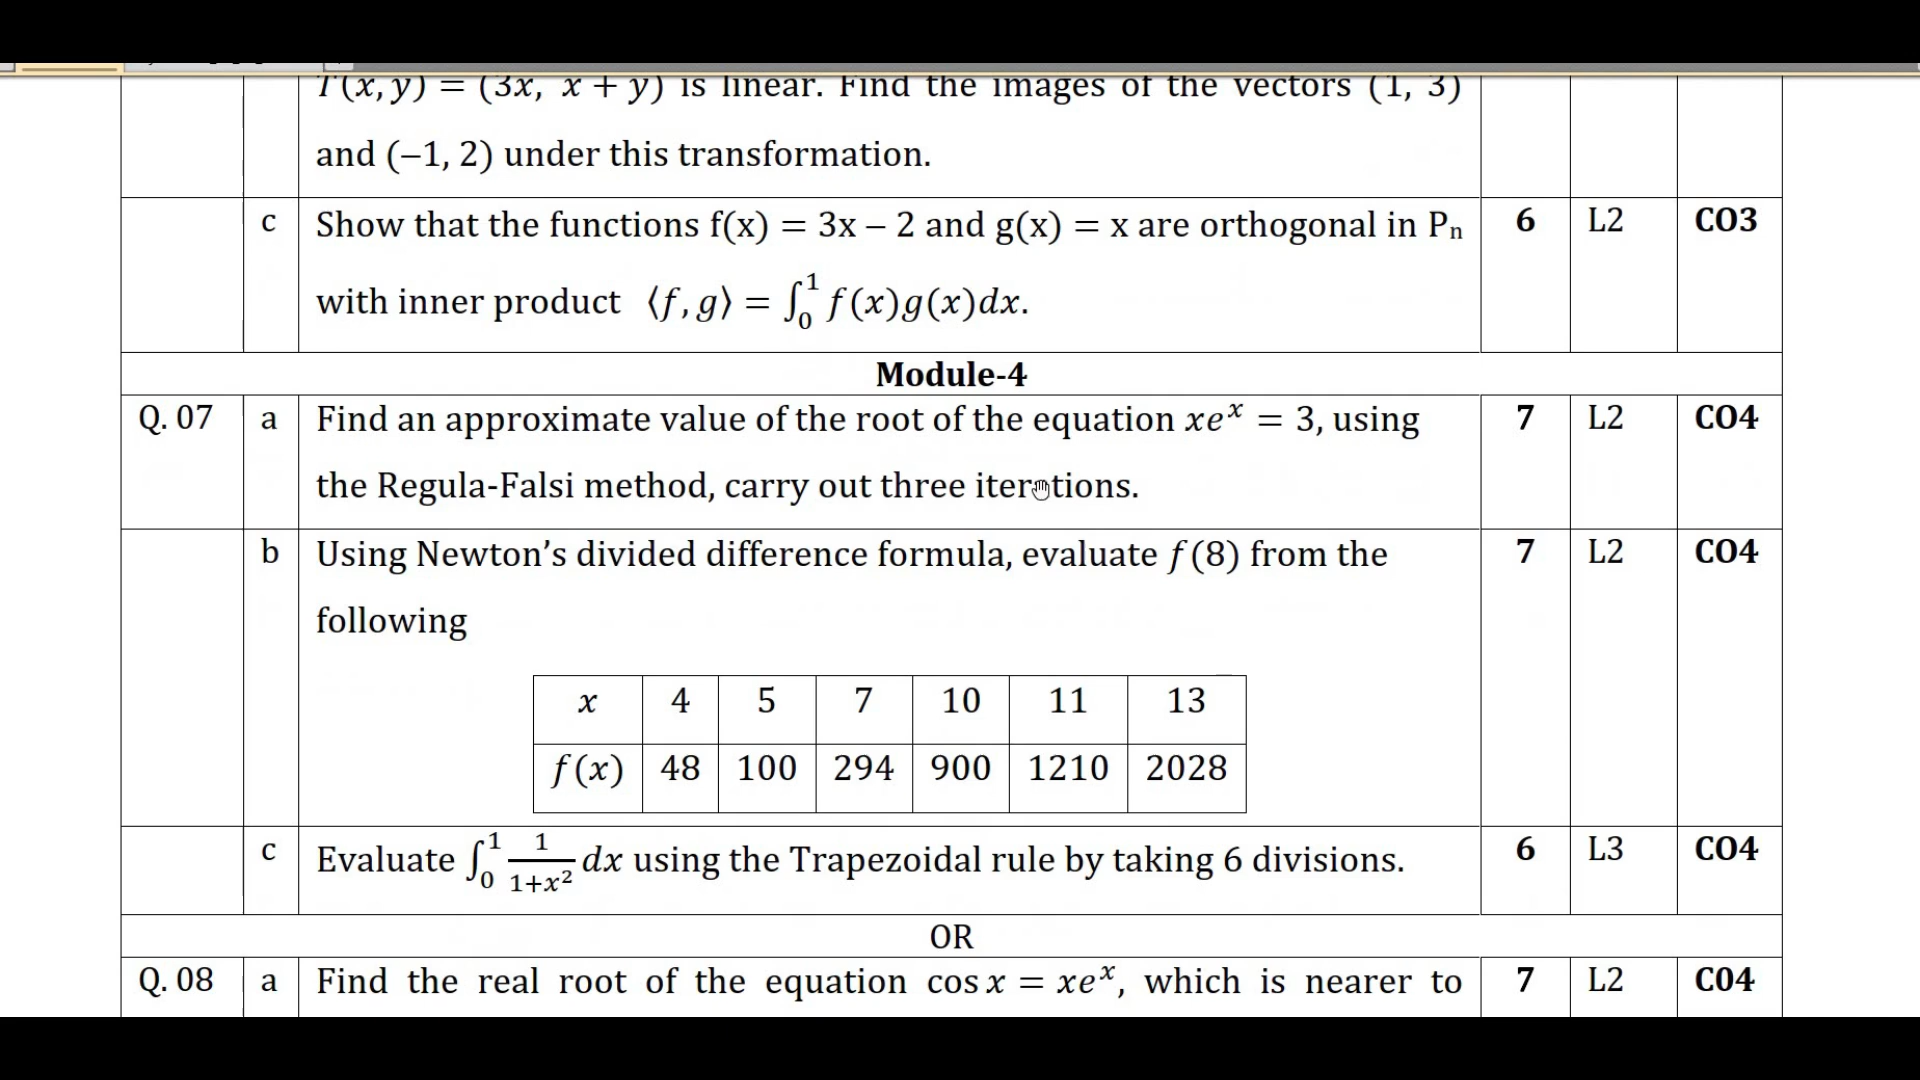 T(x, y) = (3x, x + y) is linear. Find the images of the vectors (1, 3)
and (−1, 2) under this transformation.
c Show that the functions f(x) = 3x – 2 and g(x) = x are orthogonal in Pₙ 6 L2 CO3
with inner product ⟨f, g⟩ = ∫₀¹ f(x)g(x)dx.
Module-4
Q. 07 a Find an approximate value of the root of the equation xeˣ = 3, using 7 L2 CO4
the Regula-Falsi method, carry out three iterations.
b Using Newton’s divided difference formula, evaluate f(8) from the 7 L2 CO4
following
x 4 5 7 10 11 13
f(x) 48 100 294 900 1210 2028
c Evaluate ∫₀¹ 1/(1+x²) dx using the Trapezoidal rule by taking 6 divisions. 6 L3 CO4
OR
Q. 08 a Find the real root of the equation cos x = xeˣ, which is nearer to 7 L2 C04